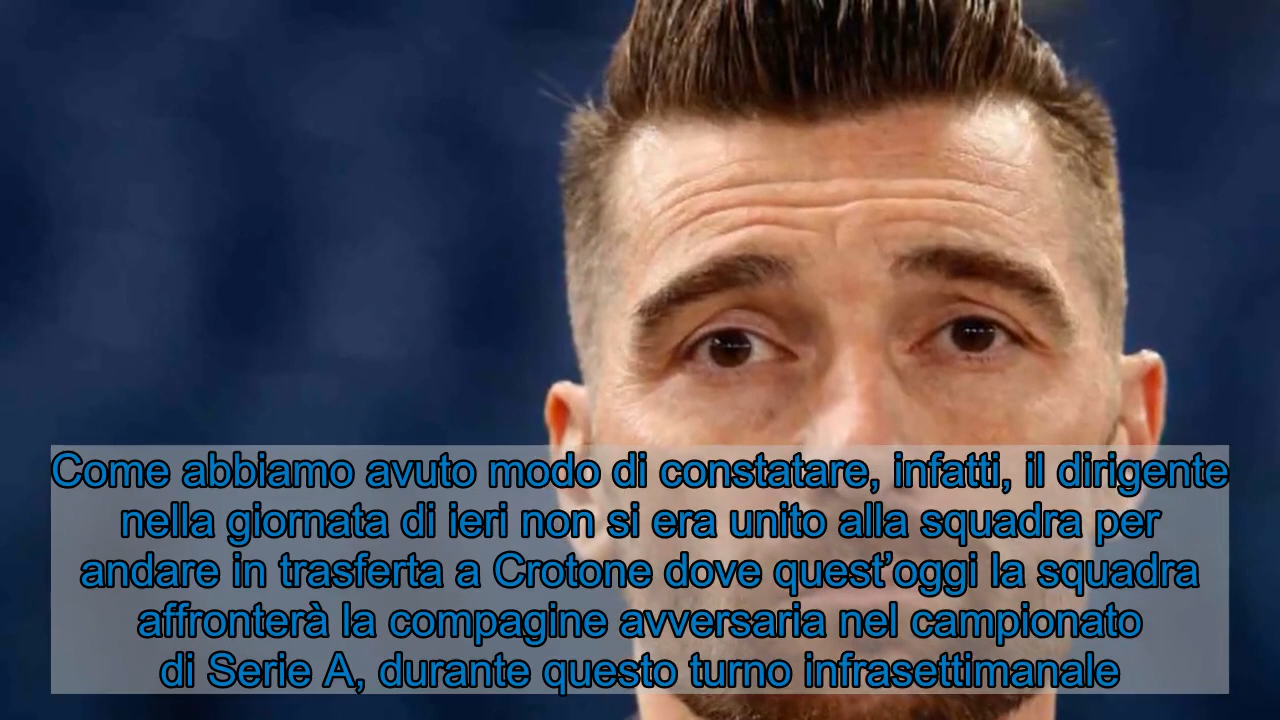 Come abbiamo avuto modo di constatare, infatti, il dirigente
nella giornata di ieri non si era unito alla squadra per
andare in trasferta a Crotone dove quest’oggi la squadra
affronterà la compagine avversaria nel campionato
di Serie A, durante questo turno infrasettimanale